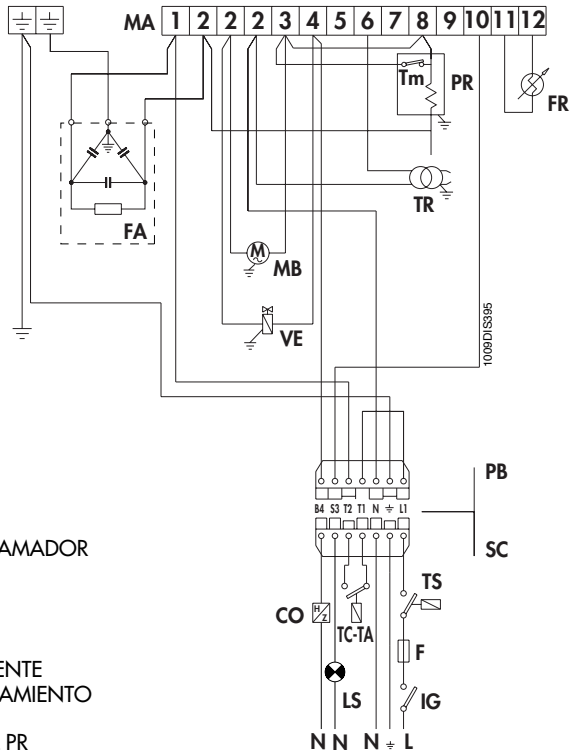 MA 1 2 2 2 3 4 5 6 7 8 9 10 11 12
Tm
PR
FR
TR
FA
M
MB
VE
1009DIS395
PB
B4 S3 T2 T1 N L1
SC
AMADOR
TS
CO
H/Z
TC-TA
F
ENTE
AMIENTO
LS
IG
PR
N N N L